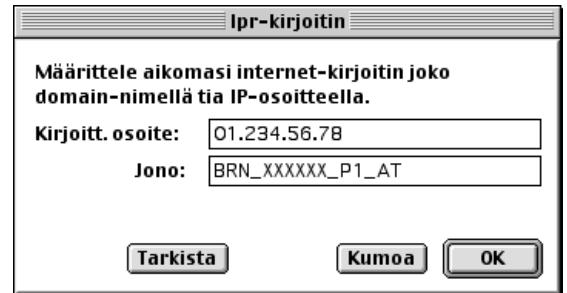 lpr-kirjoitin
Määrittele aikomasi internet-kirjoitin joko
domain-nimellä tia IP-osoitteella.
Kirjoitt. osoite: 01.234.56.78
Jono: BRN_XXXXXX_P1_AT
Tarkista Kumoa OK